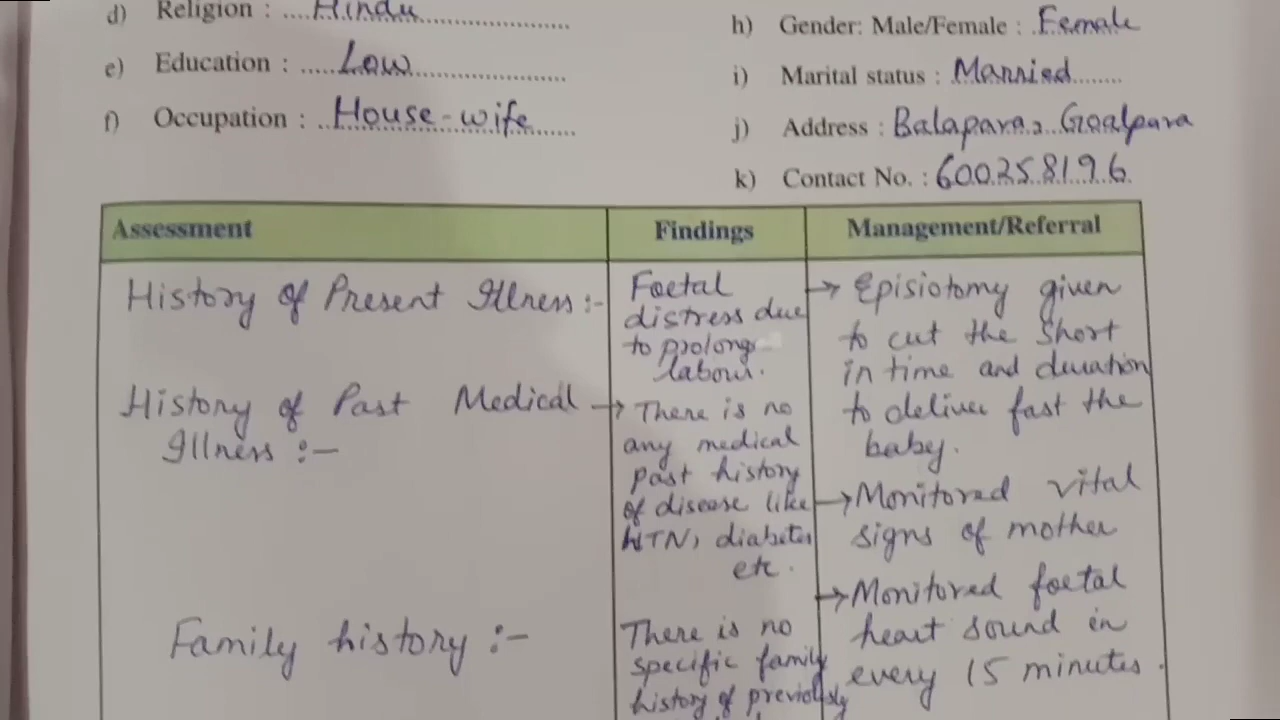 d) Religion : Hindu
e) Education : Low
f) Occupation : House-wife
h) Gender: Male/Female : Female
i) Marital status : Married
j) Address : Balapara, Goalpara
k) Contact No. : 600258196
Assessment
Findings
Management/Referral
History of Present Illness :-
Foetal
distress due
to prolong
labour.
History of Past Medical →
Illness :-
There is no
any medical
past history
of disease like
HTN, diabetes
etc.
Family history :-
There is no
specific family
history of previously
→ Episiotomy given
to cut the short
in time and duration
to deliver fast the
baby.
→ Monitored vital
signs of mother
→ Monitored foetal
heart sound in
every 15 minutes.